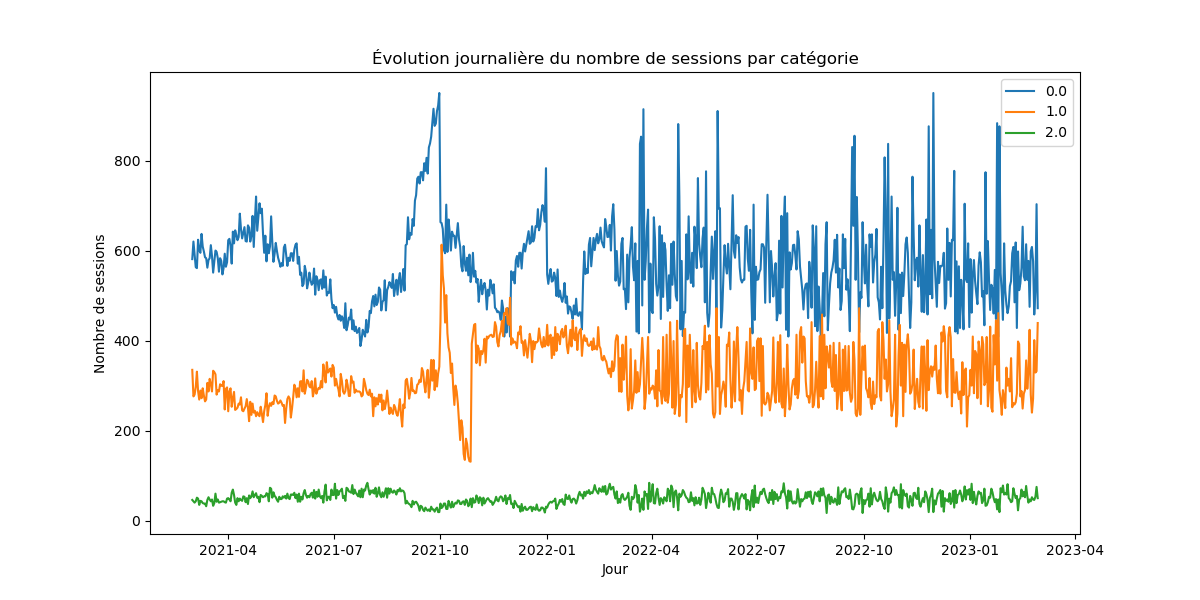 Évolution journalière du nombre de sessions par catégorie
0.0
1.0
2.0
Nombre de sessions
800
600
400
200
0
2021-04 2021-07 2021-10 2022-01 2022-04 2022-07 2022-10 2023-01 2023-04
Jour